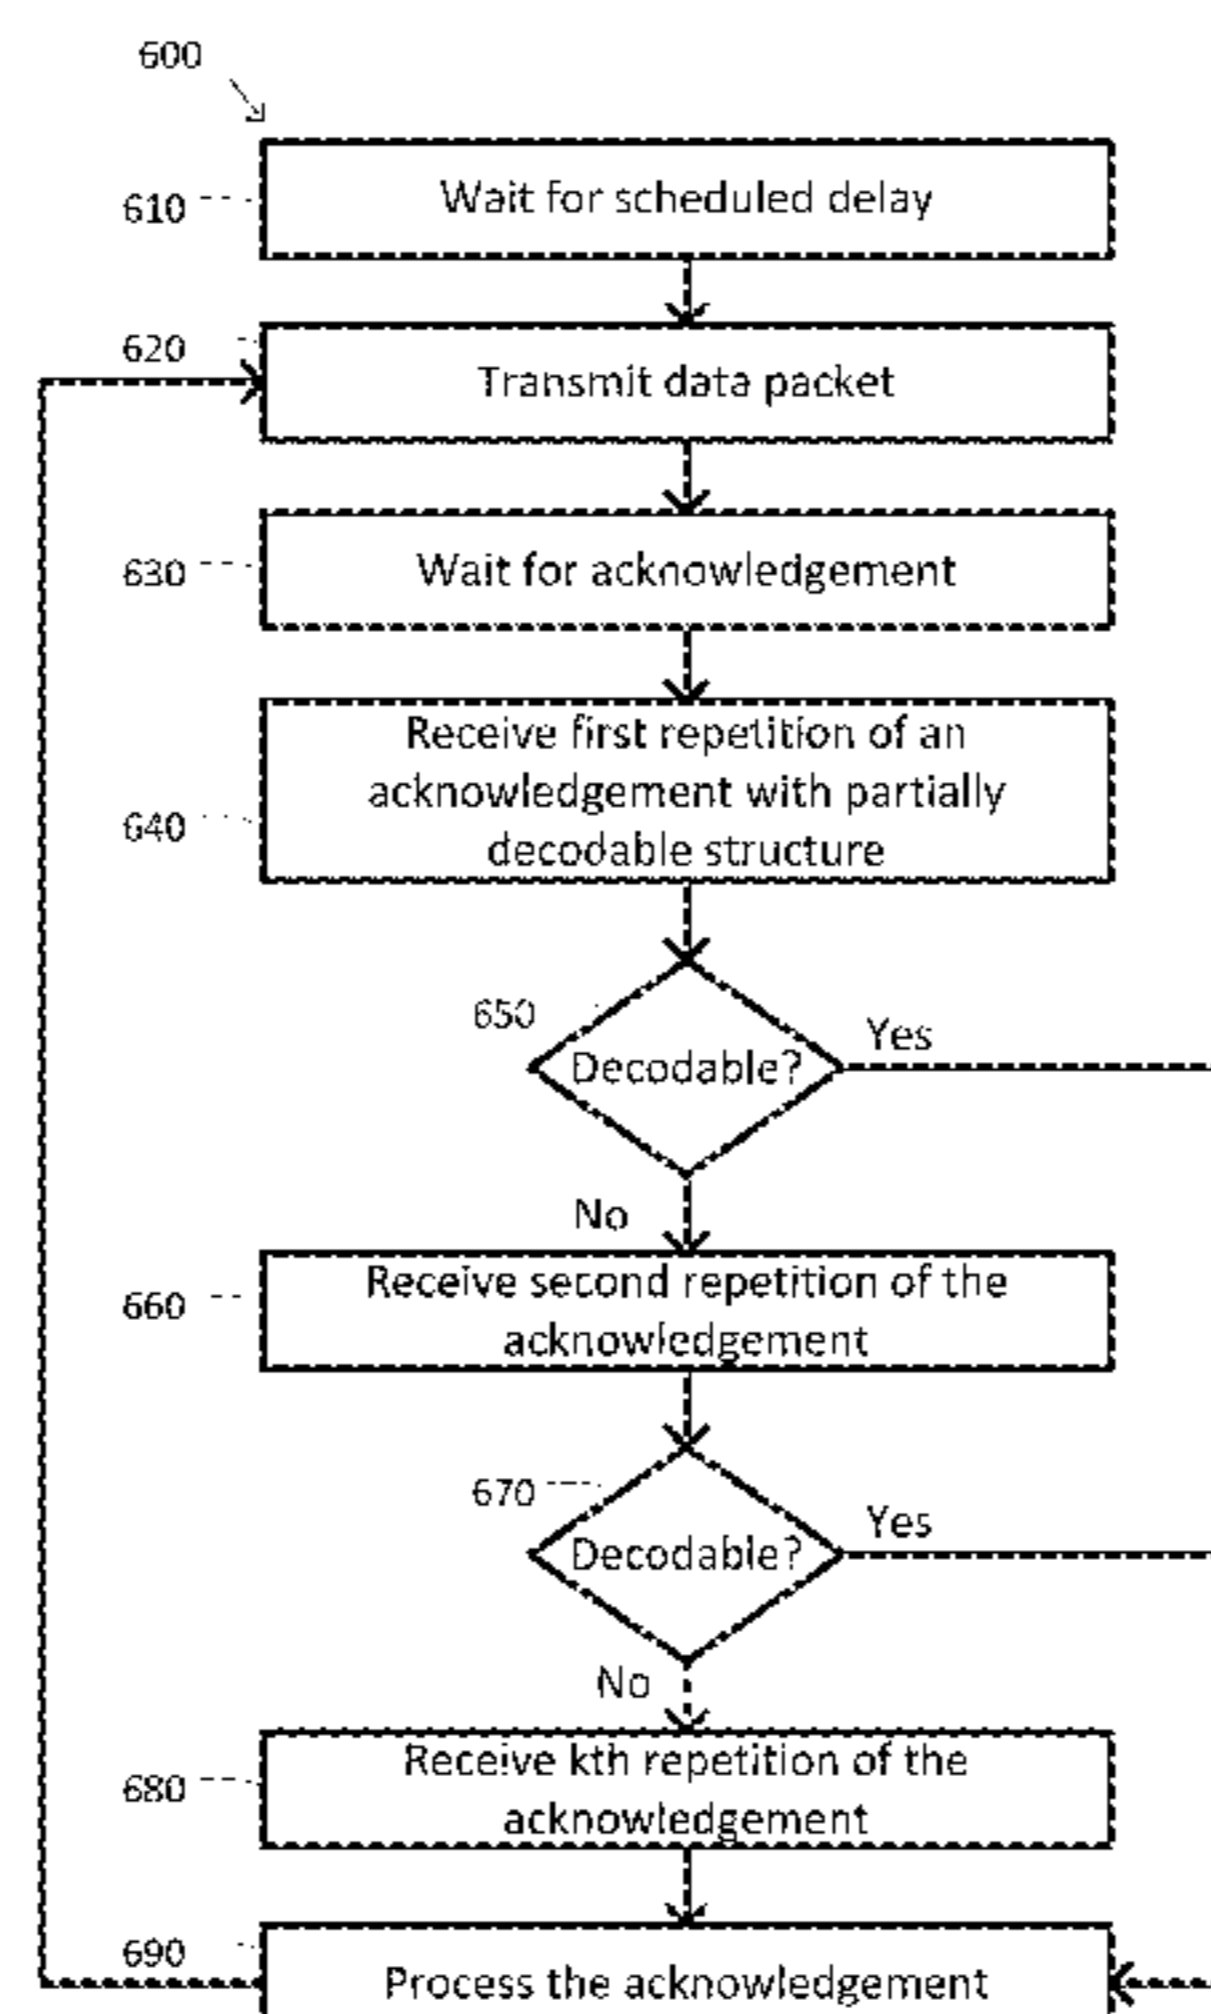 600
610
Wait for scheduled delay
620
Transmit data packet
630
Wait for acknowledgement
640
Receive first repetition of an
acknowledgement with partially
decodable structure
650
Decodable?
Yes
No
660
Receive second repetition of the
acknowledgement
670
Decodable?
Yes
No
680
Receive kth repetition of the
acknowledgement
690
Process the acknowledgement